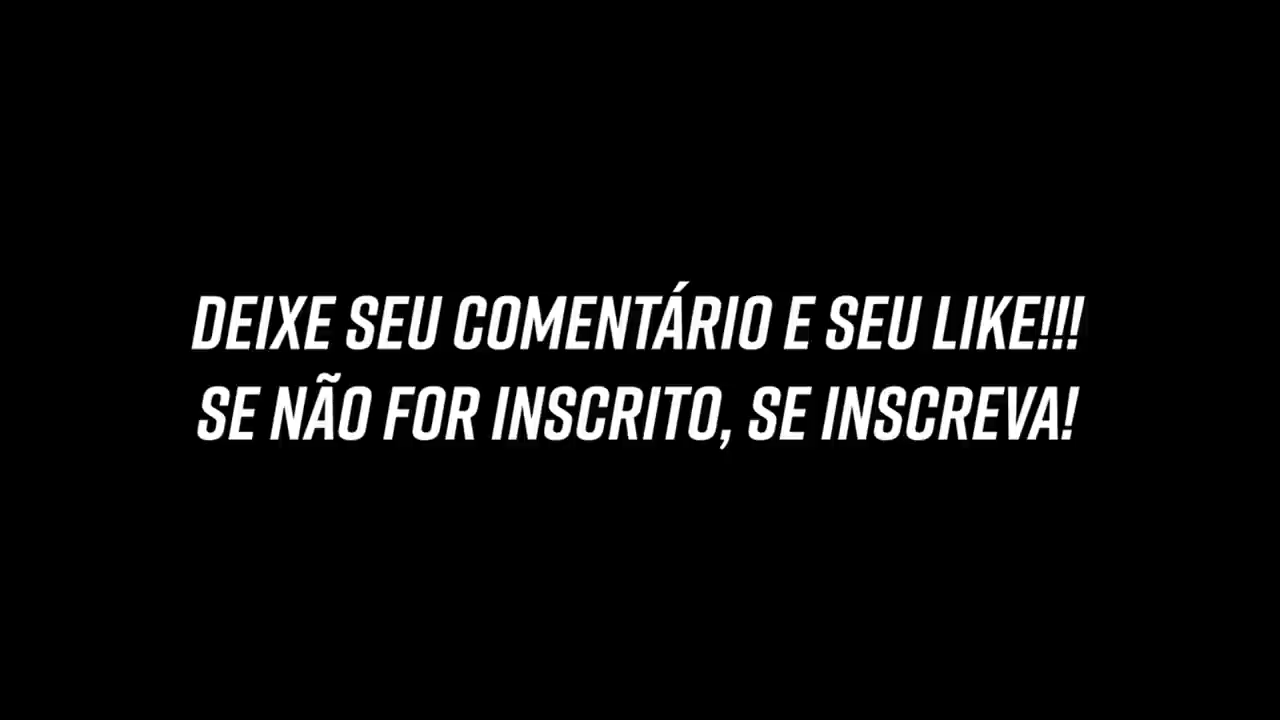 DEIXE SEU COMENTÁRIO E SEU LIKE!!!
SE NÃO FOR INSCRITO, SE INSCREVA!